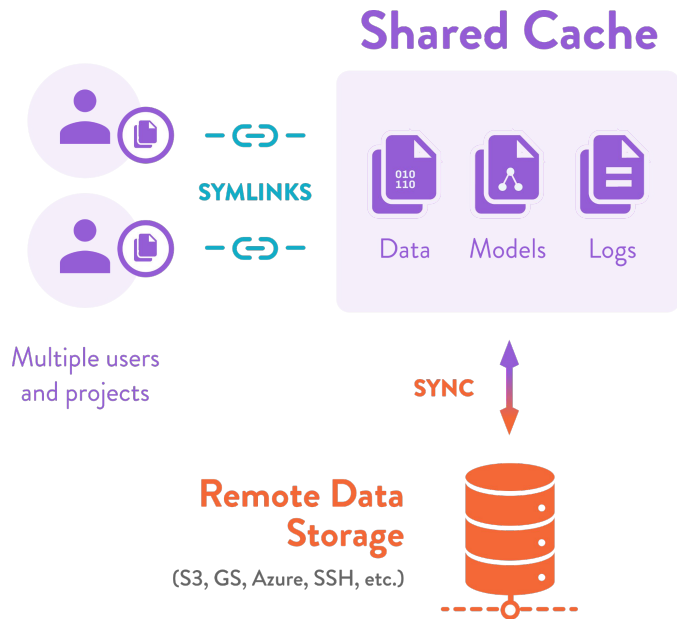 Shared Cache
SYMLINKS
010
110
Data
Models
Logs
Multiple users
and projects
SYNC
Remote Data
Storage
(S3, GS, Azure, SSH, etc.)